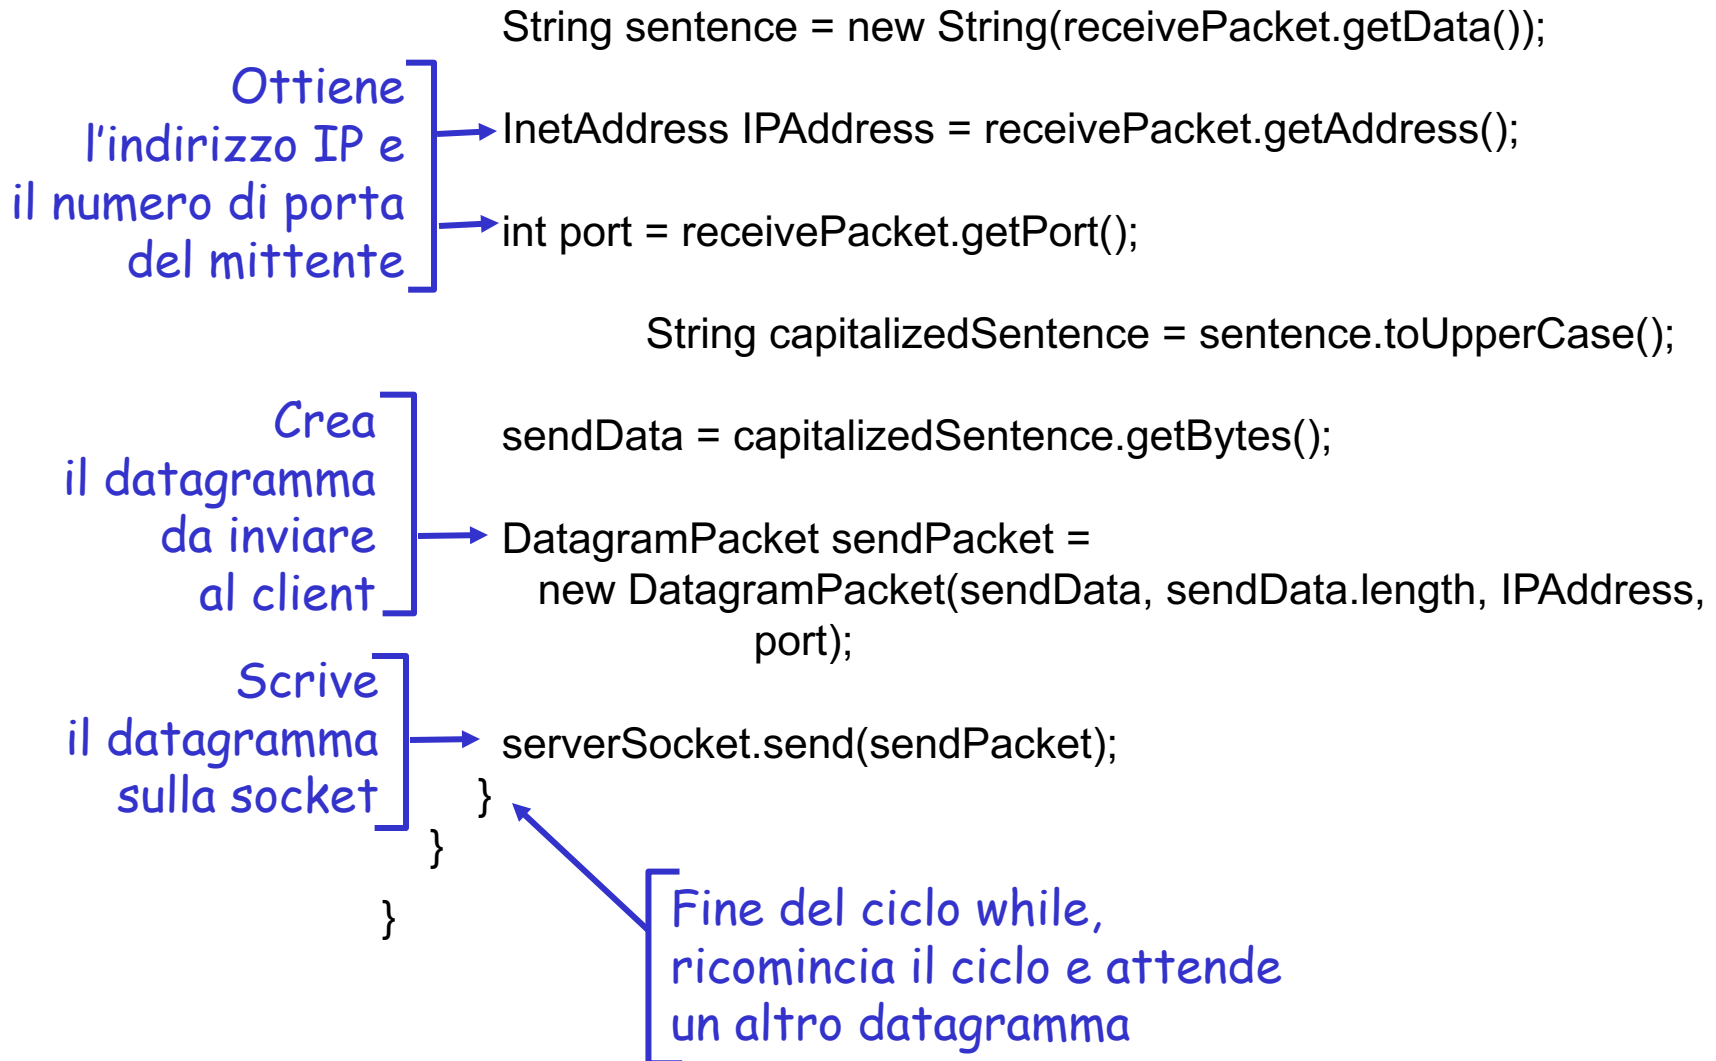 String sentence = new String(receivePacket.getData());
Ottiene
l'indirizzo IP e
il numero di porta
del mittente
InetAddress IPAddress = receivePacket.getAddress();
int port = receivePacket.getPort();
String capitalizedSentence = sentence.toUpperCase();
Crea
il datagramma
da inviare
al client
sendData = capitalizedSentence.getBytes();
DatagramPacket sendPacket =
new DatagramPacket(sendData, sendData.length, IPAddress,
port);
Scrive
il datagramma
sulla socket
serverSocket.send(sendPacket);
}
}
}
Fine del ciclo while,
ricomincia il ciclo e attende
un altro datagramma